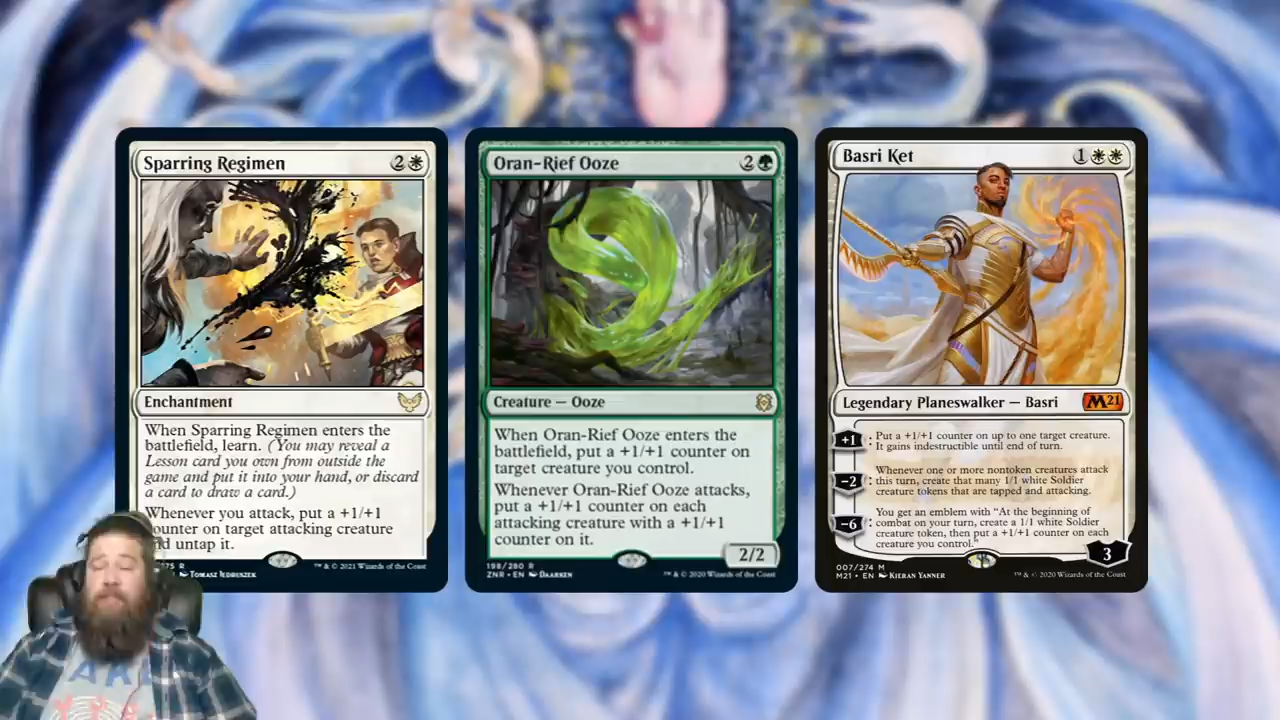 Sparring Regimen 2
Enchantment
When Sparring Regimen enters the
battlefield, learn. (You may reveal a
Lesson card you own from outside the
game and put it into your hand, or discard
a card to draw a card.)
Whenever you attack, put a +1/+1
counter on target attacking creature
and untap it.
R
Tomasz Jedruszek
™ & © 2021 Wizards of the Coast
Oran-Rief Ooze 2
Creature — Ooze
When Oran-Rief Ooze enters the
battlefield, put a +1/+1 counter on
target creature you control.
Whenever Oran-Rief Ooze attacks,
put a +1/+1 counter on each
attacking creature with a +1/+1
counter on it.
2/2
198/280 R
ZNR • EN Daarken
™ & © 2020 Wizards of the Coast
Basri Ket 1
Legendary Planeswalker — Basri M21
+1 : Put a +1/+1 counter on up to one target creature.
It gains indestructible until end of turn.
-2 : Whenever one or more nontoken creatures attack
this turn, create that many 1/1 white Soldier
creature tokens that are tapped and attacking.
-6 : You get an emblem with "At the beginning of
combat on your turn, create a 1/1 white Soldier
creature token, then put a +1/+1 counter on each
creature you control."
3
007/274 M
M21 • EN Kieran Yanner
™ & © 2020 Wizards of the Coast